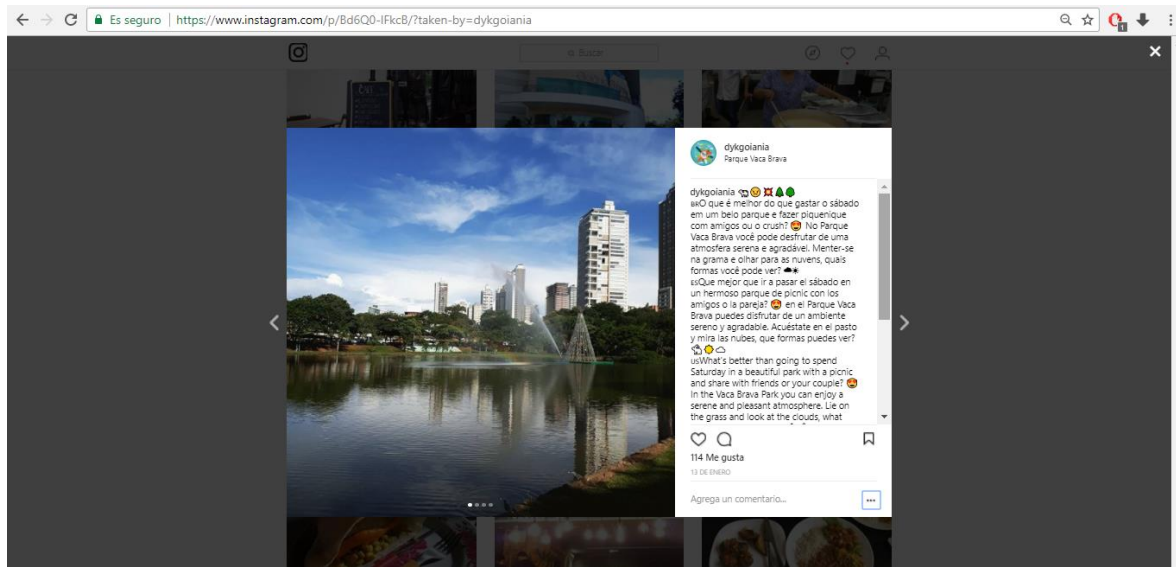 Es seguro | https://www.instagram.com/p/Bd6Q0-IFkcB/?taken-by=dykgoiania
Buscar
dykgoiania
Parque Vaca Brava
dykgoiania 🐄😉💥🌲🌳
BRO que é melhor do que gastar o sábado
em um belo parque e fazer piquenique
com amigos ou o crush? 😍 No Parque
Vaca Brava você pode desfrutar de uma
atmosfera serena e agradável. Menter-se
na grama e olhar para as nuvens, quais
formas você pode ver? ☁☀
ESQue mejor que ir a pasar el sábado en
un hermoso parque de picnic con los
amigos o la pareja? 😍 en el Parque Vaca
Brava puedes disfrutar de un ambiente
sereno y agradable. Acuéstate en el pasto
y mira las nubes, que formas puedes ver?
🐑🌞☁
USWhat's better than going to spend
Saturday in a beautiful park with a picnic
and share with friends or your couple? 😍
In the Vaca Brava Park you can enjoy a
serene and pleasant atmosphere. Lie on
the grass and look at the clouds, what
114 Me gusta
13 DE ENERO
Agrega un comentario...